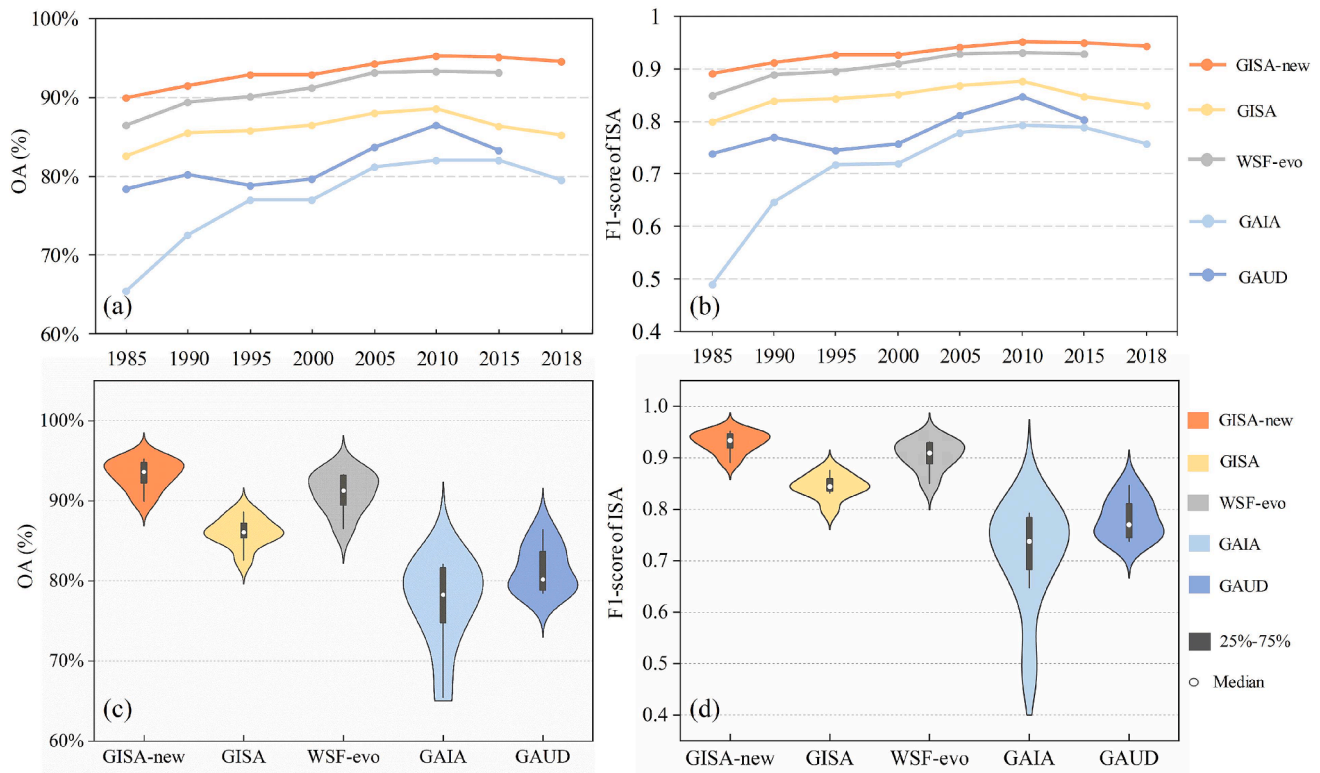 100%
90%
80%
70%
60%
OA (%)
(a)
1985 1990 1995 2000 2005 2010 2015 2018
1
0.9
0.8
0.7
0.6
0.5
0.4
F1-score of ISA
(b)
1985 1990 1995 2000 2005 2010 2015 2018
GISA-new
GISA
WSF-evo
GAIA
GAUD
100%
90%
80%
70%
60%
OA (%)
(c)
GISA-new GISA WSF-evo GAIA GAUD
1.0
0.9
0.8
0.7
0.6
0.5
0.4
F1-score of ISA
(d)
GISA-new GISA WSF-evo GAIA GAUD
GISA-new
GISA
WSF-evo
GAIA
GAUD
25%-75%
Median